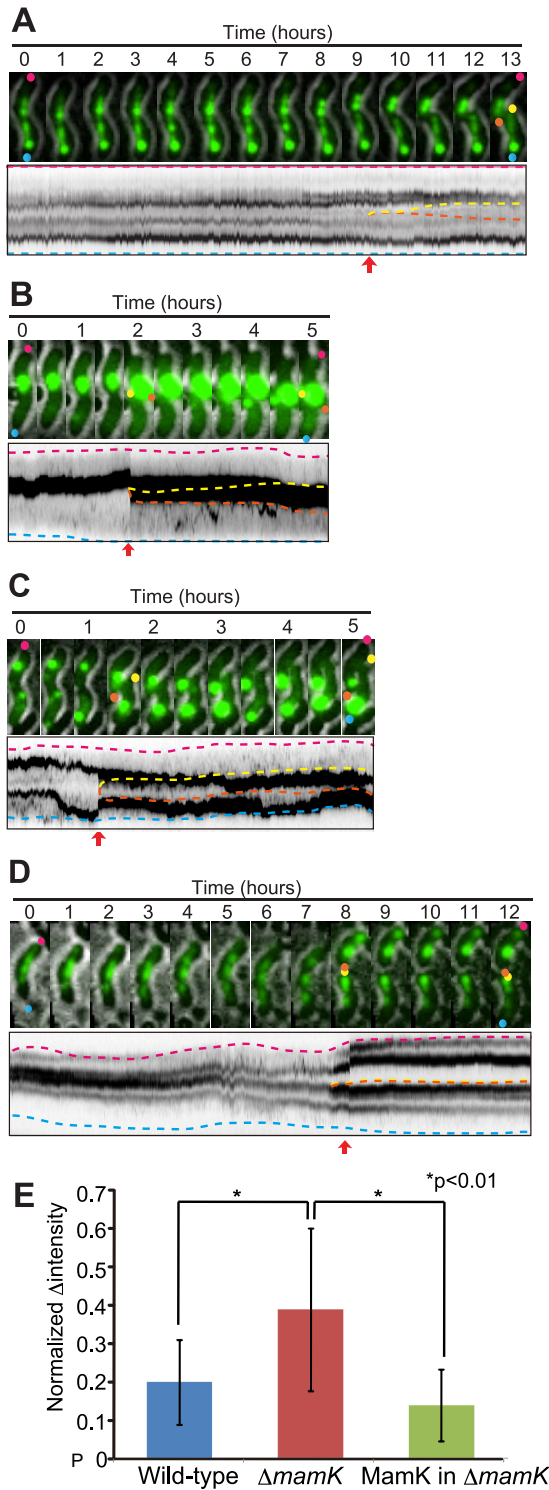 A
Time (hours)
0 1 2 3 4 5 6 7 8 9 10 11 12 13
B
Time (hours)
0 1 2 3 4 5
C
Time (hours)
0 1 2 3 4 5
D
Time (hours)
0 1 2 3 4 5 6 7 8 9 10 11 12
E
Normalized Δintensity
0.7
0.6
0.5
0.4
0.3
0.2
0.1
0
P
* *
*p<0.01
Wild-type ΔmamK MamK in ΔmamK